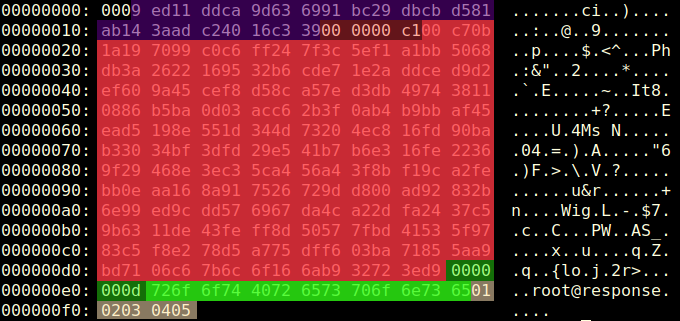 00000000: 0009 ed11 ddca 9d63 6991 bc29 dbcb d581  .......ci..)....
00000010: ab14 3aad c240 16c3 3900 0000 c100 c70b  ..:..@..9.......
00000020: 1a19 7099 c0c6 ff24 7f3c 5ef1 a1bb 5068  ..p....$.<^...Ph
00000030: db3a 2622 1695 32b6 cde7 1e2a ddce d9d2  .:&"..2....*....
00000040: ef60 9a45 cef8 d58c a57e d3db 4974 3811  .`.E.....~..It8.
00000050: 0886 b5ba 0d03 acc6 2b3f 0ab4 b9bb af45  ........+?.....E
00000060: ead5 198e 551d 344d 7320 4ec8 16fd 90ba  ....U.4Ms N.....
00000070: b330 34bf 3dfd 29e5 41b7 b6e3 16fe 2236  .04.=.).A....."6
00000080: 9f29 468e 3ec3 5ca4 56a4 3f8b f19c a2fe  .)F.>.\.V.?.....
00000090: bb0e aa16 8a91 7526 729d d800 ad92 832b  ......u&r......+
000000a0: 6e99 ed9c dd57 6967 da4c a22d fa24 37c5  n....Wig.L.-.$7.
000000b0: 9b63 11de 43fe ff8d 5057 7fbd 4153 5f97  .c..C...PW..AS_.
000000c0: 83c5 f8e2 78d5 a775 dff6 03ba 7185 5aa9  ....x..u....q.Z.
000000d0: bd71 06c6 7b6c 6f16 6ab9 3272 3ed9 0000  .q..{lo.j.2r>...
000000e0: 000d 726f 6f74 4072 6573 706f 6e73 6501  ..root@response.
000000f0: 0203 0405  ....